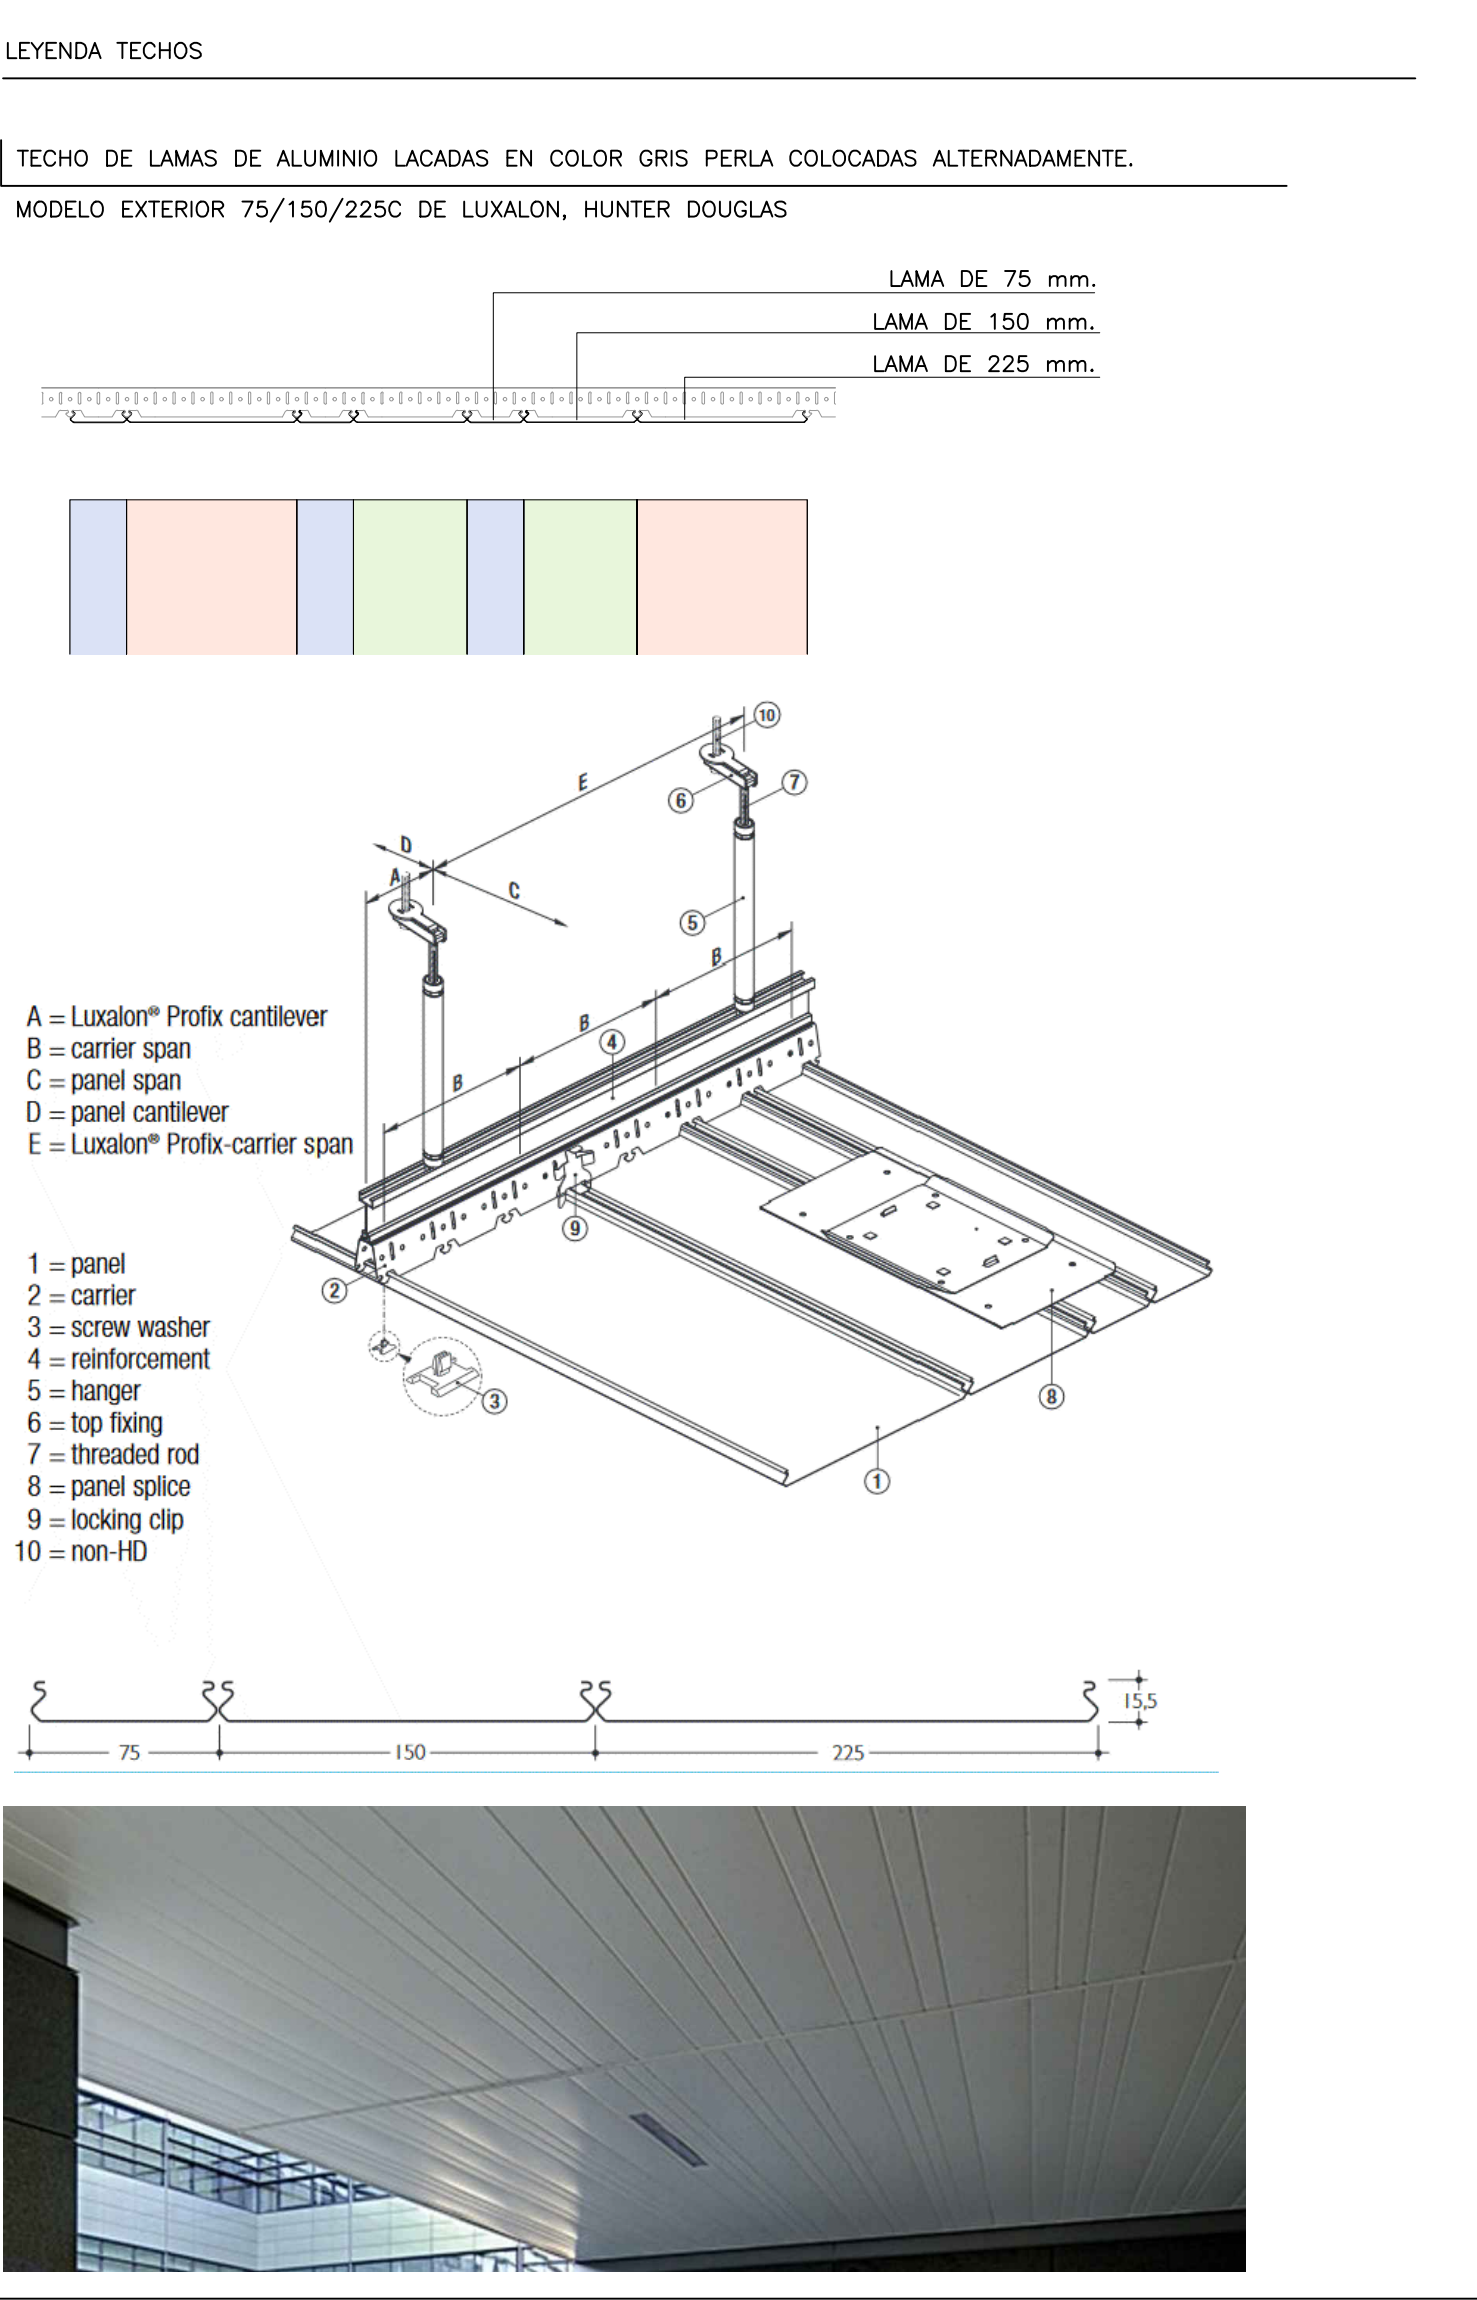 LEYENDA TECHOS
TECHO DE LAMAS DE ALUMINIO LACADAS EN COLOR GRIS PERLA COLOCADAS ALTERNADAMENTE.
MODELO EXTERIOR 75/150/225C DE LUXALON, HUNTER DOUGLAS
LAMA DE 75 mm.
LAMA DE 150 mm.
LAMA DE 225 mm.
10
E
7
6
D
A
C
5
B
B
4
B
A = Luxalon® Profix cantilever
B = carrier span
C = panel span
D = panel cantilever
E = Luxalon® Profix-carrier span
9
2
3
8
1
1 = panel
2 = carrier
3 = screw washer
4 = reinforcement
5 = hanger
6 = top fixing
7 = threaded rod
8 = panel splice
9 = locking clip
10 = non-HD
15,5
75
150
225